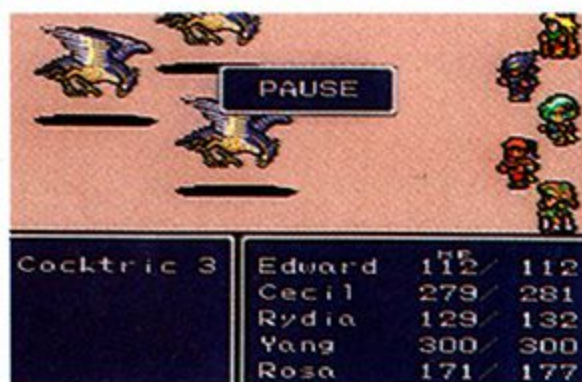 PAUSE
Cocktric 3
HP
Edward 112/ 112
Cecil 279/ 281
Rydia 129/ 132
Yang 300/ 300
Rosa 171/ 177